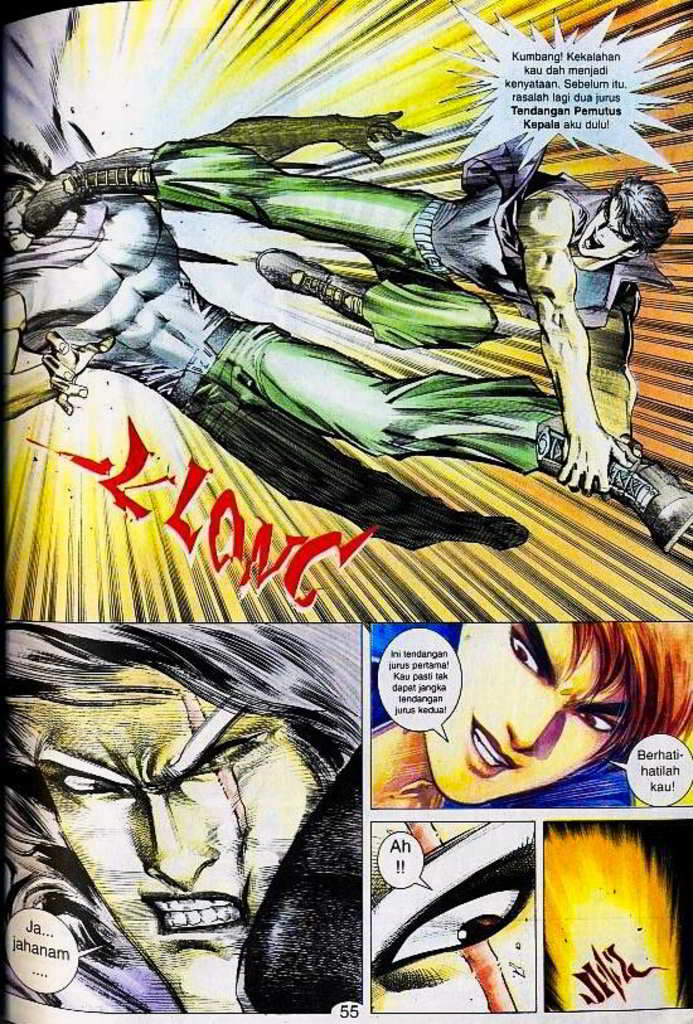 Kumbang! Kekalahan
kau dah menjadi
kenyataan. Sebelum itu,
rasalah lagi dua jurus
Tendangan Pemutus
Kepala aku dulu!
KLONG
Ini tendangan
jurus pertama!
Kau pasti tak
dapat jangka
tendangan
jurus kedua!
Berhati-
hatilah
kau!
Ja...
jahanam
....
Ah
!!
55